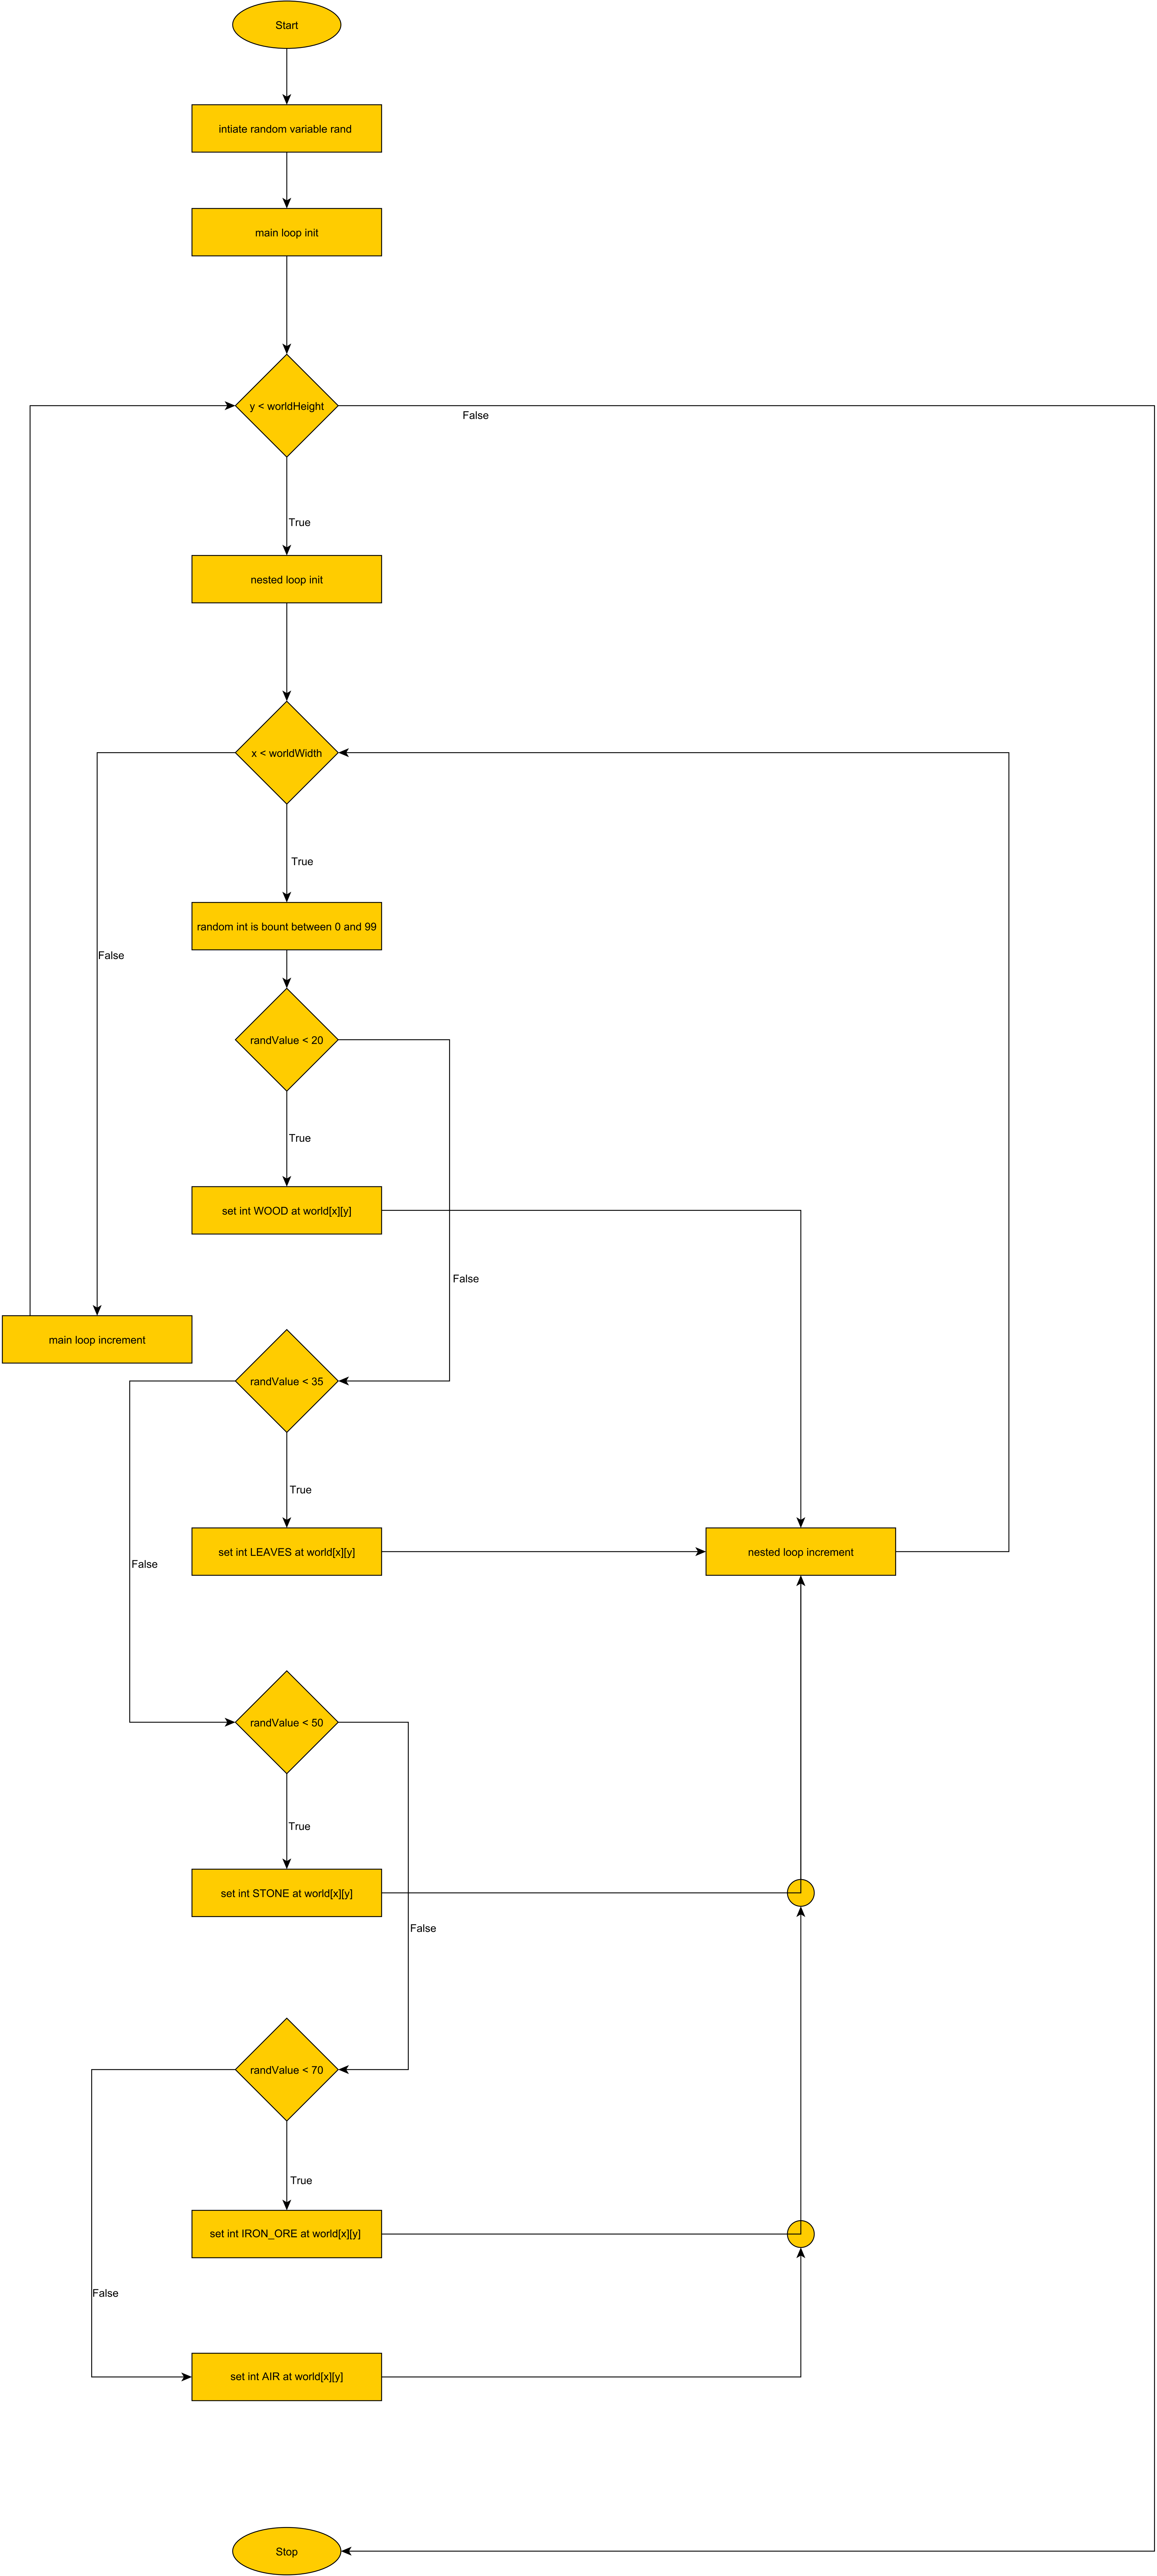 Start
intiate random variable rand
main loop init
y < worldHeight
False
True
nested loop init
x < worldWidth
True
random int is bount between 0 and 99
False
randValue < 20
True
set int WOOD at world[x][y]
False
main loop increment
randValue < 35
True
set int LEAVES at world[x][y]
nested loop increment
False
randValue < 50
True
set int STONE at world[x][y]
False
randValue < 70
True
set int IRON_ORE at world[x][y]
False
set int AIR at world[x][y]
Stop